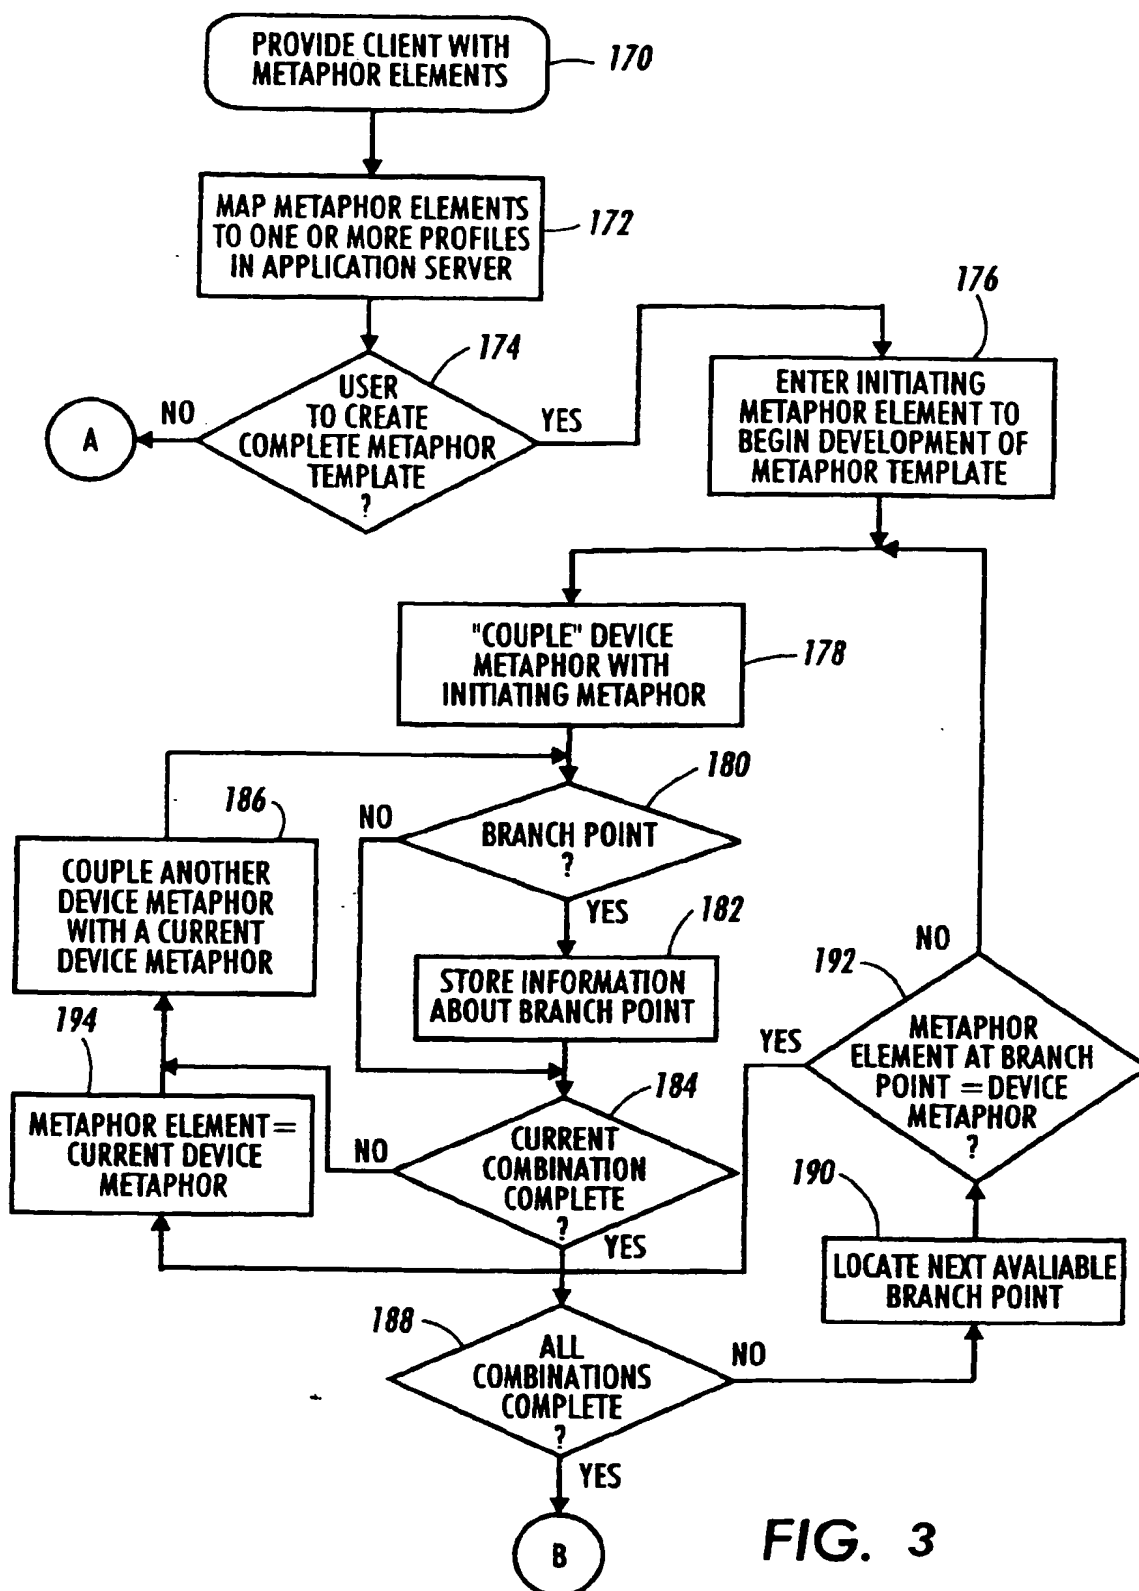 PROVIDE CLIENT WITH
METAPHOR ELEMENTS
170
MAP METAPHOR ELEMENTS
TO ONE OR MORE PROFILES
IN APPLICATION SERVER
172
174
USER
TO CREATE
COMPLETE METAPHOR
TEMPLATE
?
NO
A
YES
176
ENTER INITIATING
METAPHOR ELEMENT TO
BEGIN DEVELOPMENT OF
METAPHOR TEMPLATE
"COUPLE" DEVICE
METAPHOR WITH
INITIATING METAPHOR
178
180
NO
BRANCH POINT
?
YES
186
COUPLE ANOTHER
DEVICE METAPHOR
WITH A CURRENT
DEVICE METAPHOR
182
STORE INFORMATION
ABOUT BRANCH POINT
NO
192
METAPHOR
ELEMENT AT BRANCH
POINT = DEVICE
METAPHOR
?
YES
194
METAPHOR ELEMENT =
CURRENT DEVICE
METAPHOR
184
NO
CURRENT
COMBINATION
COMPLETE
?
YES
190
LOCATE NEXT AVALIABLE
BRANCH POINT
188
ALL
COMBINATIONS
COMPLETE
?
NO
YES
B
FIG. 3